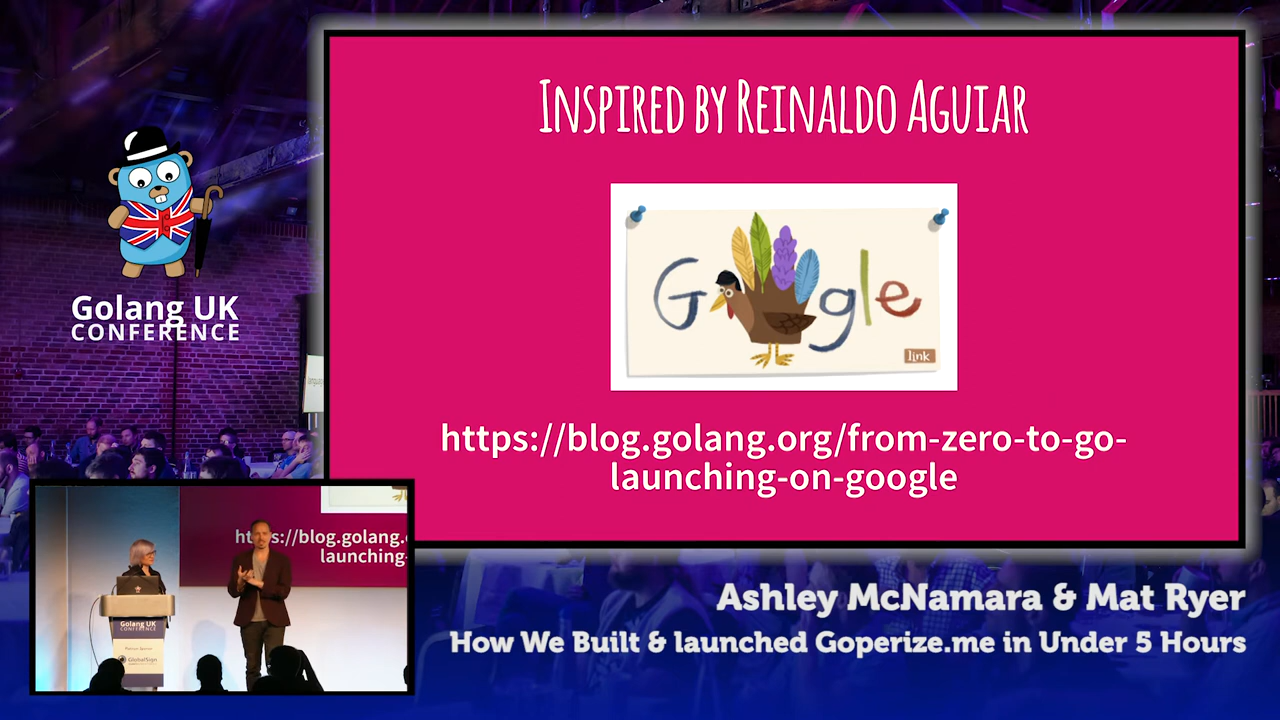 Inspired by Reinaldo Aguiar
Google
link
https://blog.golang.org/from-zero-to-go-
launching-on-google
Golang UK
CONFERENCE
https://blog.golang.
launching-
Golang UK
CONFERENCE
GlobalSign
Ashley McNamara & Mat Ryer
How We Built & launched Goperize.me in Under 5 Hours